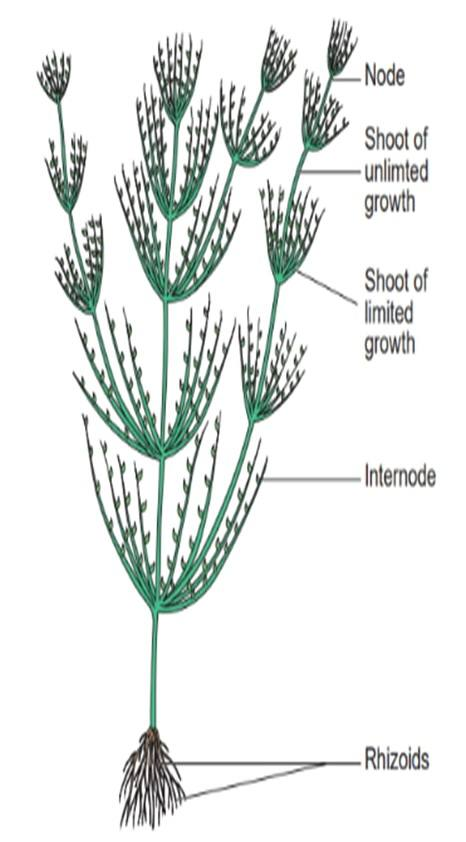 Node
Shoot of
unlimted
growth
Shoot of
limited
growth
Internode
Rhizoids